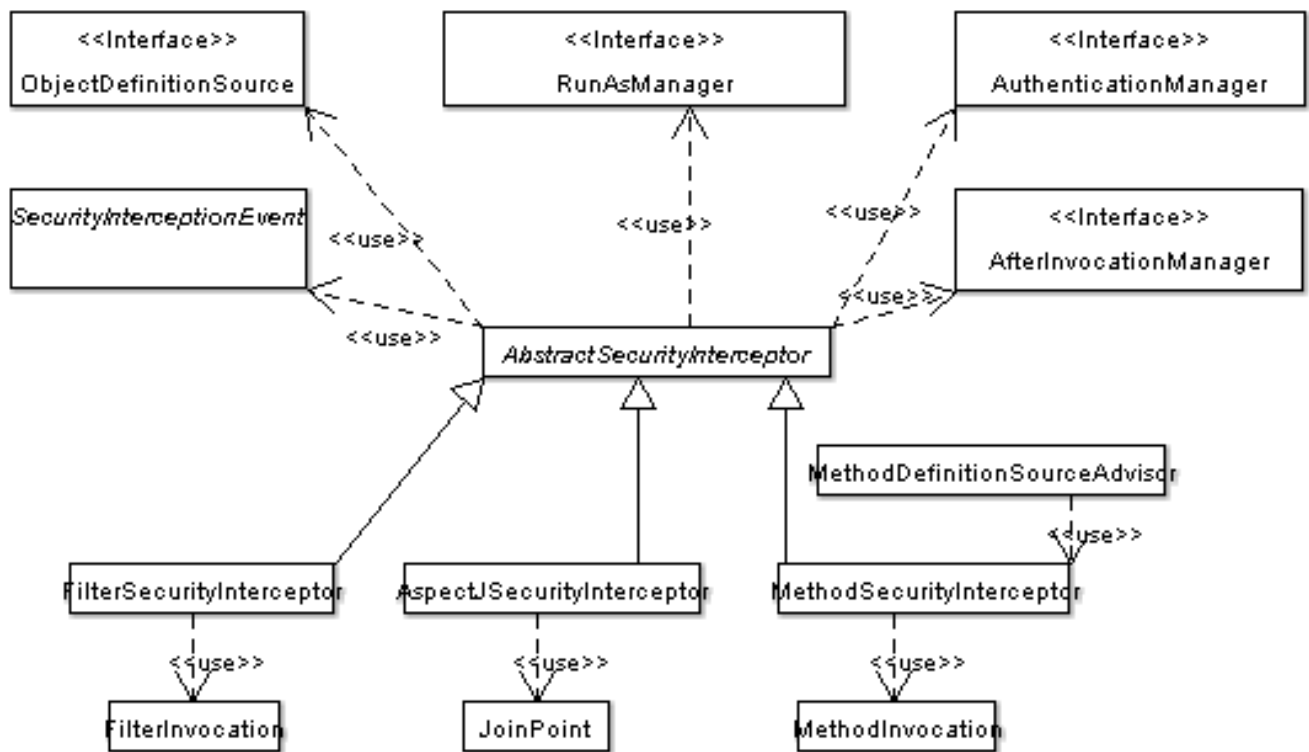 <<Interface>>
ObjectDefinitionSource
<<Interface>>
RunAsManager
<<Interface>>
AuthenticationManager
SecurityInterceptionEvent
<<Interface>>
AfterInvocationManager
<<use>>
<<use>>
<<use>>
<<use>>
<<use>>
AbstractSecurityInterceptor
MethodDefinitionSourceAdvisor
<<use>>
FilterSecurityInterceptor
AspectJSecurityInterceptor
MethodSecurityInterceptor
<<use>>
<<use>>
<<use>>
FilterInvocation
JoinPoint
MethodInvocation